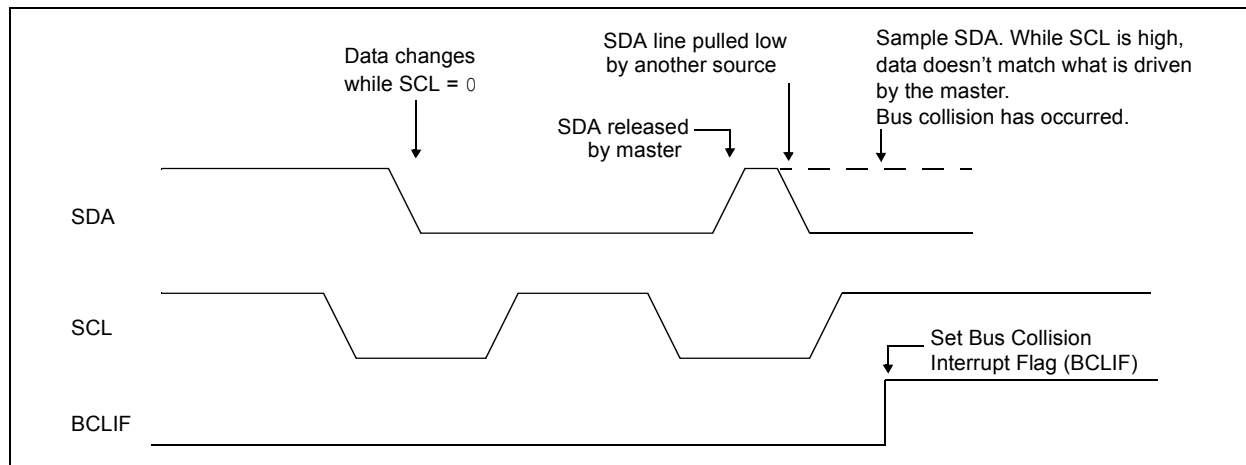 Data changes
while SCL = 0
SDA line pulled low
by another source
Sample SDA. While SCL is high,
data doesn’t match what is driven
by the master.
Bus collision has occurred.
SDA released
by master
SDA
SCL
Set Bus Collision
Interrupt Flag (BCLIF)
BCLIF